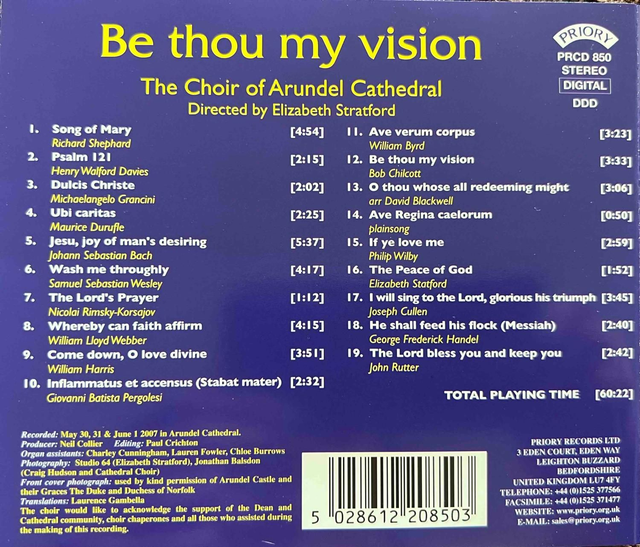 Be thou my vision
The Choir of Arundel Cathedral
Directed by Elizabeth Stratford
PRIORY
PRCD 850
STEREO
DIGITAL
DDD
1. Song of Mary [4:54]
Richard Shephard
2. Psalm 121 [2:15]
Henry Walford Davies
3. Dulcis Christe [2:02]
Michaelangelo Grancini
4. Ubi caritas [2:25]
Maurice Durufle
5. Jesu, joy of man's desiring [5:37]
Johann Sebastian Bach
6. Wash me throughly [4:17]
Samuel Sebastian Wesley
7. The Lord's Prayer [1:12]
Nicolai Rimsky-Korsajov
8. Whereby can faith affirm [4:15]
William Lloyd Webber
9. Come down, O love divine [3:51]
William Harris
10. Inflammatus et accensus (Stabat mater) [2:32]
Giovanni Batista Pergolesi
11. Ave verum corpus [3:23]
William Byrd
12. Be thou my vision [3:33]
Bob Chilcott
13. O thou whose all redeeming might [3:06]
arr David Blackwell
14. Ave Regina caelorum [0:50]
plainsong
15. If ye love me [2:59]
Philip Wilby
16. The Peace of God [1:52]
Elizabeth Statford
17. I will sing to the Lord, glorious his triumph [3:45]
Joseph Cullen
18. He shall feed his flock (Messiah) [2:40]
George Frederick Handel
19. The Lord bless you and keep you [2:42]
John Rutter
TOTAL PLAYING TIME [60:22]
Recorded: May 30, 31 & June 1 2007 in Arundel Cathedral.
Producer: Neil Collier Editing: Paul Crichton
Organ assistants: Charley Cunningham, Lauren Fowler, Chloe Burrows
Photography: Studio 64 (Elizabeth Stratford), Jonathan Balsdon
(Craig Hudson and Cathedral Choir)
Front cover photograph: used by kind permission of Arundel Castle and
their Graces The Duke and Duchess of Norfolk
Translations: Laurence Gambella
The choir would like to acknowledge the support of the Dean and
Cathedral community, choir chaperones and all those who assisted during
the making of this recording.
5 028612 208503
PRIORY RECORDS LTD
3 EDEN COURT, EDEN WAY
LEIGHTON BUZZARD
BEDFORDSHIRE
UNITED KINGDOM LU7 4FY
TELEPHONE: +44 (0)1525 377566
FACSIMILE: +44 (0)1525 371477
WEBSITE: www.priory.org.uk
E-MAIL: sales@priory.org.uk